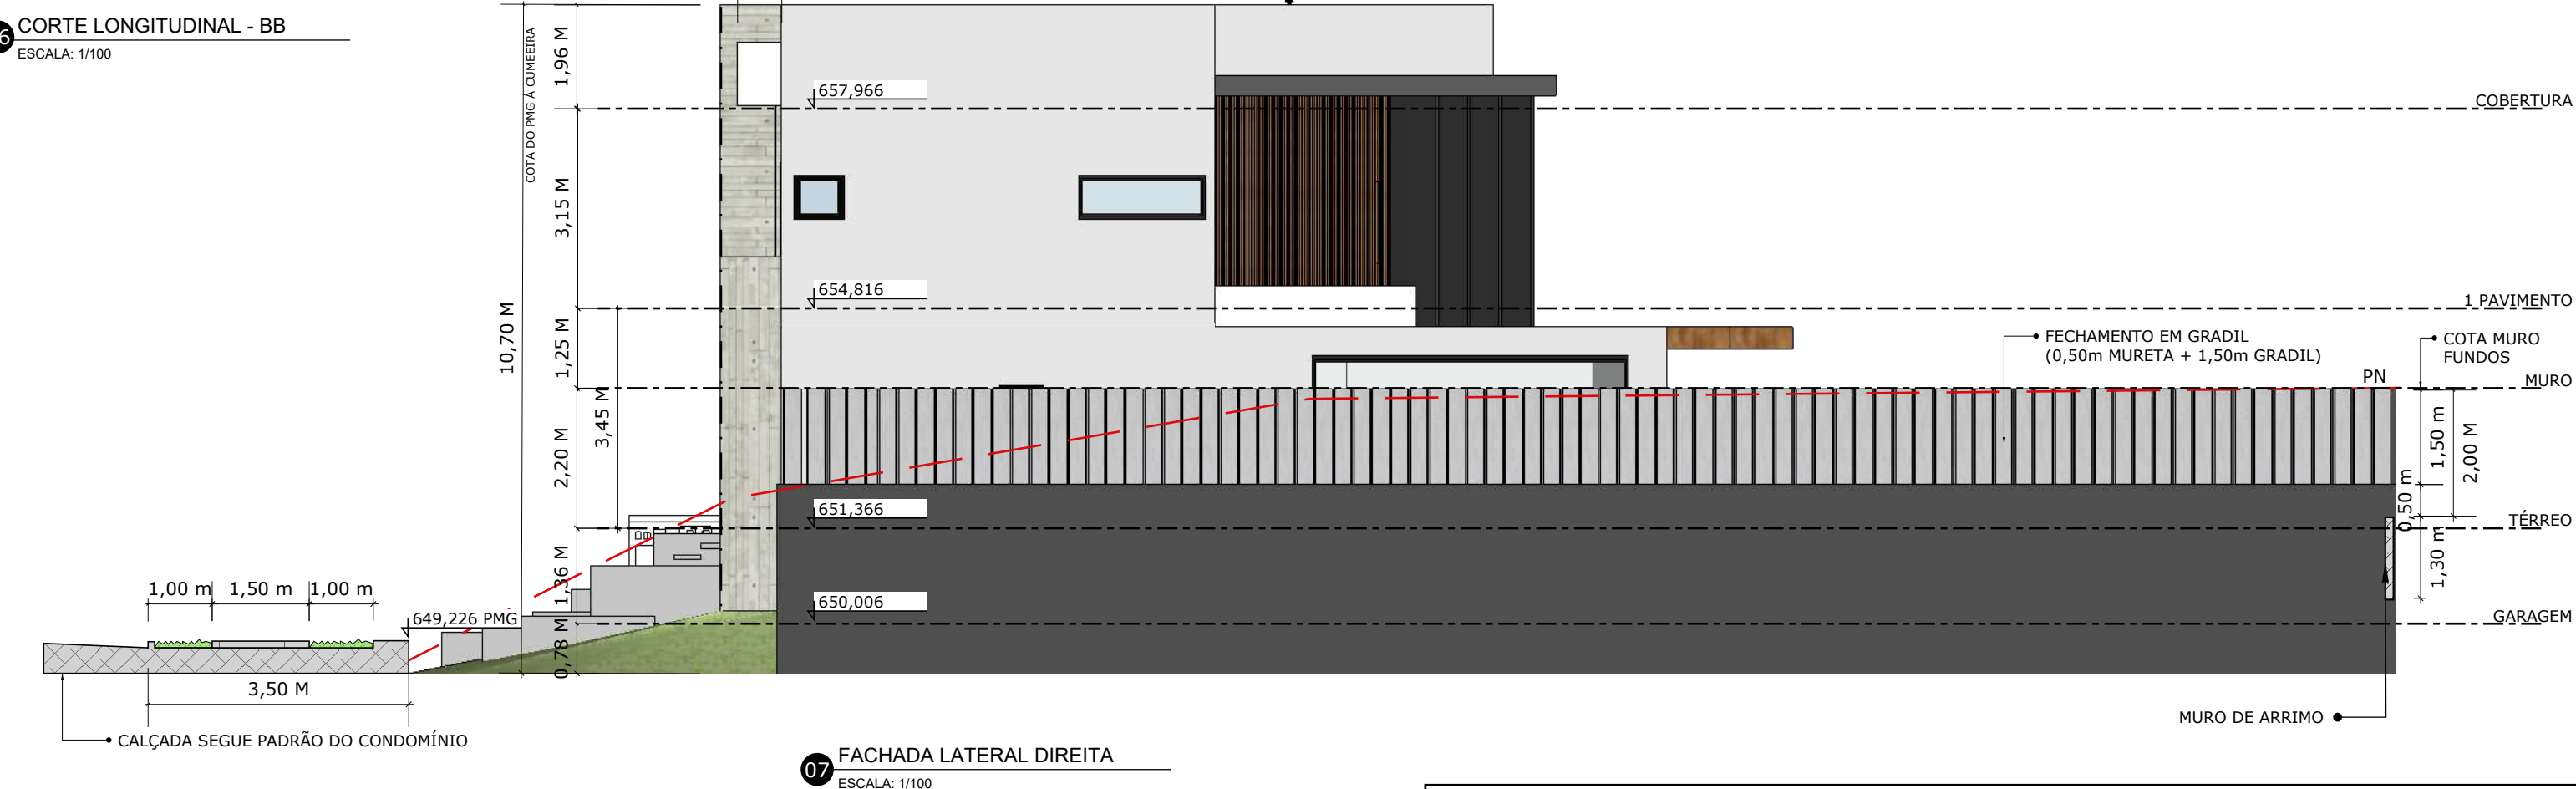 6 CORTE LONGITUDINAL - BB
ESCALA: 1/100
COTA DO PMG À CUMEEIRA
10,70 M
1,96 M
3,15 M
1,25 M
3,45 M
2,20 M
1,36 M
0,78 M
657,966
654,816
651,366
650,006
649,226 PMG
COBERTURA
1 PAVIMENTO
FECHAMENTO EM GRADIL
(0,50m MURETA + 1,50m GRADIL)
COTA MURO
FUNDOS
PN
MURO
1,50 m
2,00 M
0,50 m
TÉRREO
1,30 m
GARAGEM
1,00 m 1,50 m 1,00 m
3,50 M
CALÇADA SEGUE PADRÃO DO CONDOMÍNIO
MURO DE ARRIMO
07 FACHADA LATERAL DIREITA
ESCALA: 1/100